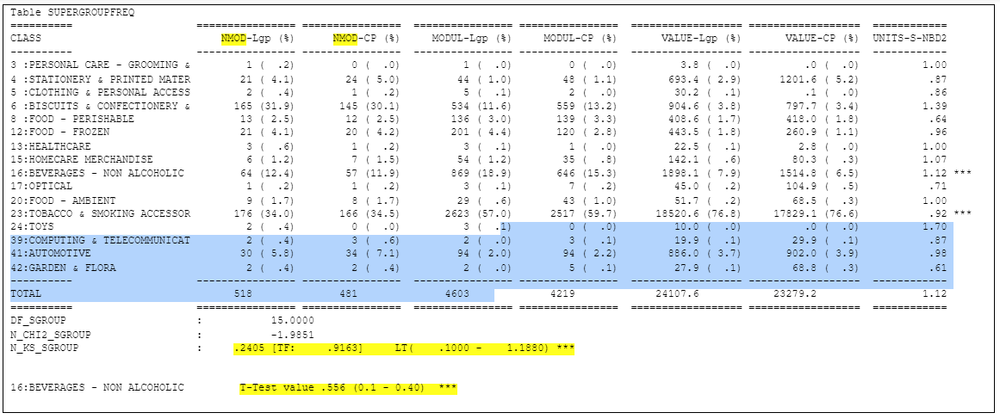 Table SUPERGROUPFREQ
========== ================ =============== ================= ================= ================== ================== ============
CLASS NMOD-Lgp (%) NMOD-CP (%) MODUL-Lgp (%) MODUL-CP (%) VALUE-Lgp (%) VALUE-CP (%) UNITS-S-NBD2
---------- ---------------- --------------- ----------------- ----------------- ------------------ ------------------ ------------
3 :PERSONAL CARE - GROOMING & 1 ( .2) 0 ( .0) 1 ( .0) 0 ( .0) 3.8 ( .0) .0 ( .0) 1.00
4 :STATIONERY & PRINTED MATER 21 ( 4.1) 24 ( 5.0) 44 ( 1.0) 48 ( 1.1) 693.4 ( 2.9) 1201.6 ( 5.2) .87
5 :CLOTHING & PERSONAL ACCESS 2 ( .4) 1 ( .2) 5 ( .1) 2 ( .0) 30.2 ( .1) .1 ( .0) .86
6 :BISCUITS & CONFECTIONERY & 165 (31.9) 145 (30.1) 534 (11.6) 559 (13.2) 904.6 ( 3.8) 797.7 ( 3.4) 1.39
8 :FOOD - PERISHABLE 13 ( 2.5) 12 ( 2.5) 136 ( 3.0) 139 ( 3.3) 408.6 ( 1.7) 418.0 ( 1.8) .64
12:FOOD - FROZEN 21 ( 4.1) 20 ( 4.2) 201 ( 4.4) 120 ( 2.8) 443.5 ( 1.8) 260.9 ( 1.1) .96
13:HEALTHCARE 3 ( .6) 1 ( .2) 3 ( .1) 1 ( .0) 22.5 ( .1) 2.8 ( .0) 1.00
15:HOMECARE MERCHANDISE 6 ( 1.2) 7 ( 1.5) 54 ( 1.2) 35 ( .8) 142.1 ( .6) 80.3 ( .3) 1.07
16:BEVERAGES - NON ALCOHOLIC 64 (12.4) 57 (11.9) 869 (18.9) 646 (15.3) 1898.1 ( 7.9) 1514.8 ( 6.5) 1.12 ***
17:OPTICAL 1 ( .2) 1 ( .2) 3 ( .1) 7 ( .2) 45.0 ( .2) 104.9 ( .5) .71
20:FOOD - AMBIENT 9 ( 1.7) 8 ( 1.7) 29 ( .6) 43 ( 1.0) 51.7 ( .2) 68.5 ( .3) 1.00
23:TOBACCO & SMOKING ACCESSOR 176 (34.0) 166 (34.5) 2623 (57.0) 2517 (59.7) 18520.6 (76.8) 17829.1 (76.6) .92 ***
24:TOYS 2 ( .4) 0 ( .0) 3 ( .1) 0 ( .0) 10.0 ( .0) .0 ( .0) 1.70
39:COMPUTING & TELECOMMUNICAT 2 ( .4) 3 ( .6) 2 ( .0) 3 ( .1) 19.9 ( .1) 29.9 ( .1) .87
41:AUTOMOTIVE 30 ( 5.8) 34 ( 7.1) 94 ( 2.0) 94 ( 2.2) 886.0 ( 3.7) 902.0 ( 3.9) .98
42:GARDEN & FLORA 2 ( .4) 2 ( .4) 2 ( .0) 5 ( .1) 27.9 ( .1) 68.8 ( .3) .61
---------- ---------------- --------------- ----------------- ----------------- ------------------ ------------------ ------------
TOTAL 518 481 4603 4219 24107.6 23279.2 1.12
========== ================ =============== ================= ================= ================== ================== ============
DF_SGROUP : 15.0000
N_CHI2_SGROUP : -1.9851
N_KS_SGROUP : .2405 [TF: .9163] LT( .1000 - 1.1880) ***
16:BEVERAGES - NON ALCOHOLIC T-Test value .556 (0.1 - 0.40) ***